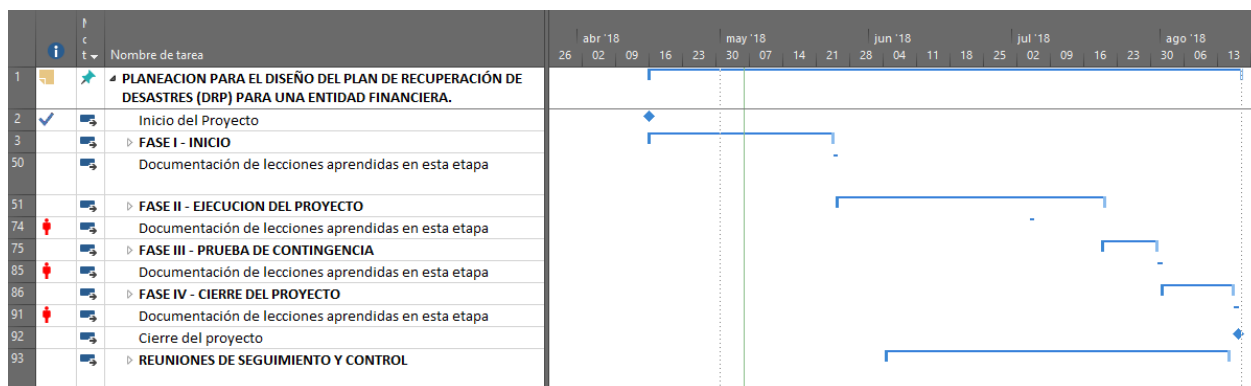 N
c
t
Nombre de tarea
abr '18 may '18 jun '18 jul '18 ago '18
26 02 09 16 23 30 07 14 21 28 04 11 18 25 02 09 16 23 30 06 13
1 PLANEACION PARA EL DISEÑO DEL PLAN DE RECUPERACIÓN DE
DESASTRES (DRP) PARA UNA ENTIDAD FINANCIERA.
2 Inicio del Proyecto
3 FASE I - INICIO
50 Documentación de lecciones aprendidas en esta etapa
51 FASE II - EJECUCION DEL PROYECTO
74 Documentación de lecciones aprendidas en esta etapa
75 FASE III - PRUEBA DE CONTINGENCIA
85 Documentación de lecciones aprendidas en esta etapa
86 FASE IV - CIERRE DEL PROYECTO
91 Documentación de lecciones aprendidas en esta etapa
92 Cierre del proyecto
93 REUNIONES DE SEGUIMIENTO Y CONTROL